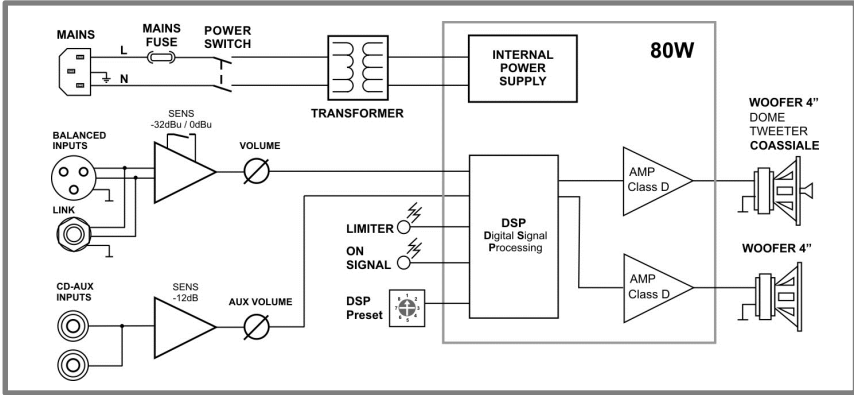 MAINS
L
N
MAINS
FUSE
POWER
SWITCH
TRANSFORMER
INTERNAL
POWER
SUPPLY
80W
BALANCED
INPUTS
LINK
SENS
-32dBu / 0dBu
VOLUME
LIMITER
ON
SIGNAL
DSP
Preset
DSP
Digital Signal
Processing
AMP
Class D
WOOFER 4”
DOME
TWEETER
COASSIALE
AMP
Class D
WOOFER 4”
CD-AUX
INPUTS
SENS
-12dB
AUX VOLUME